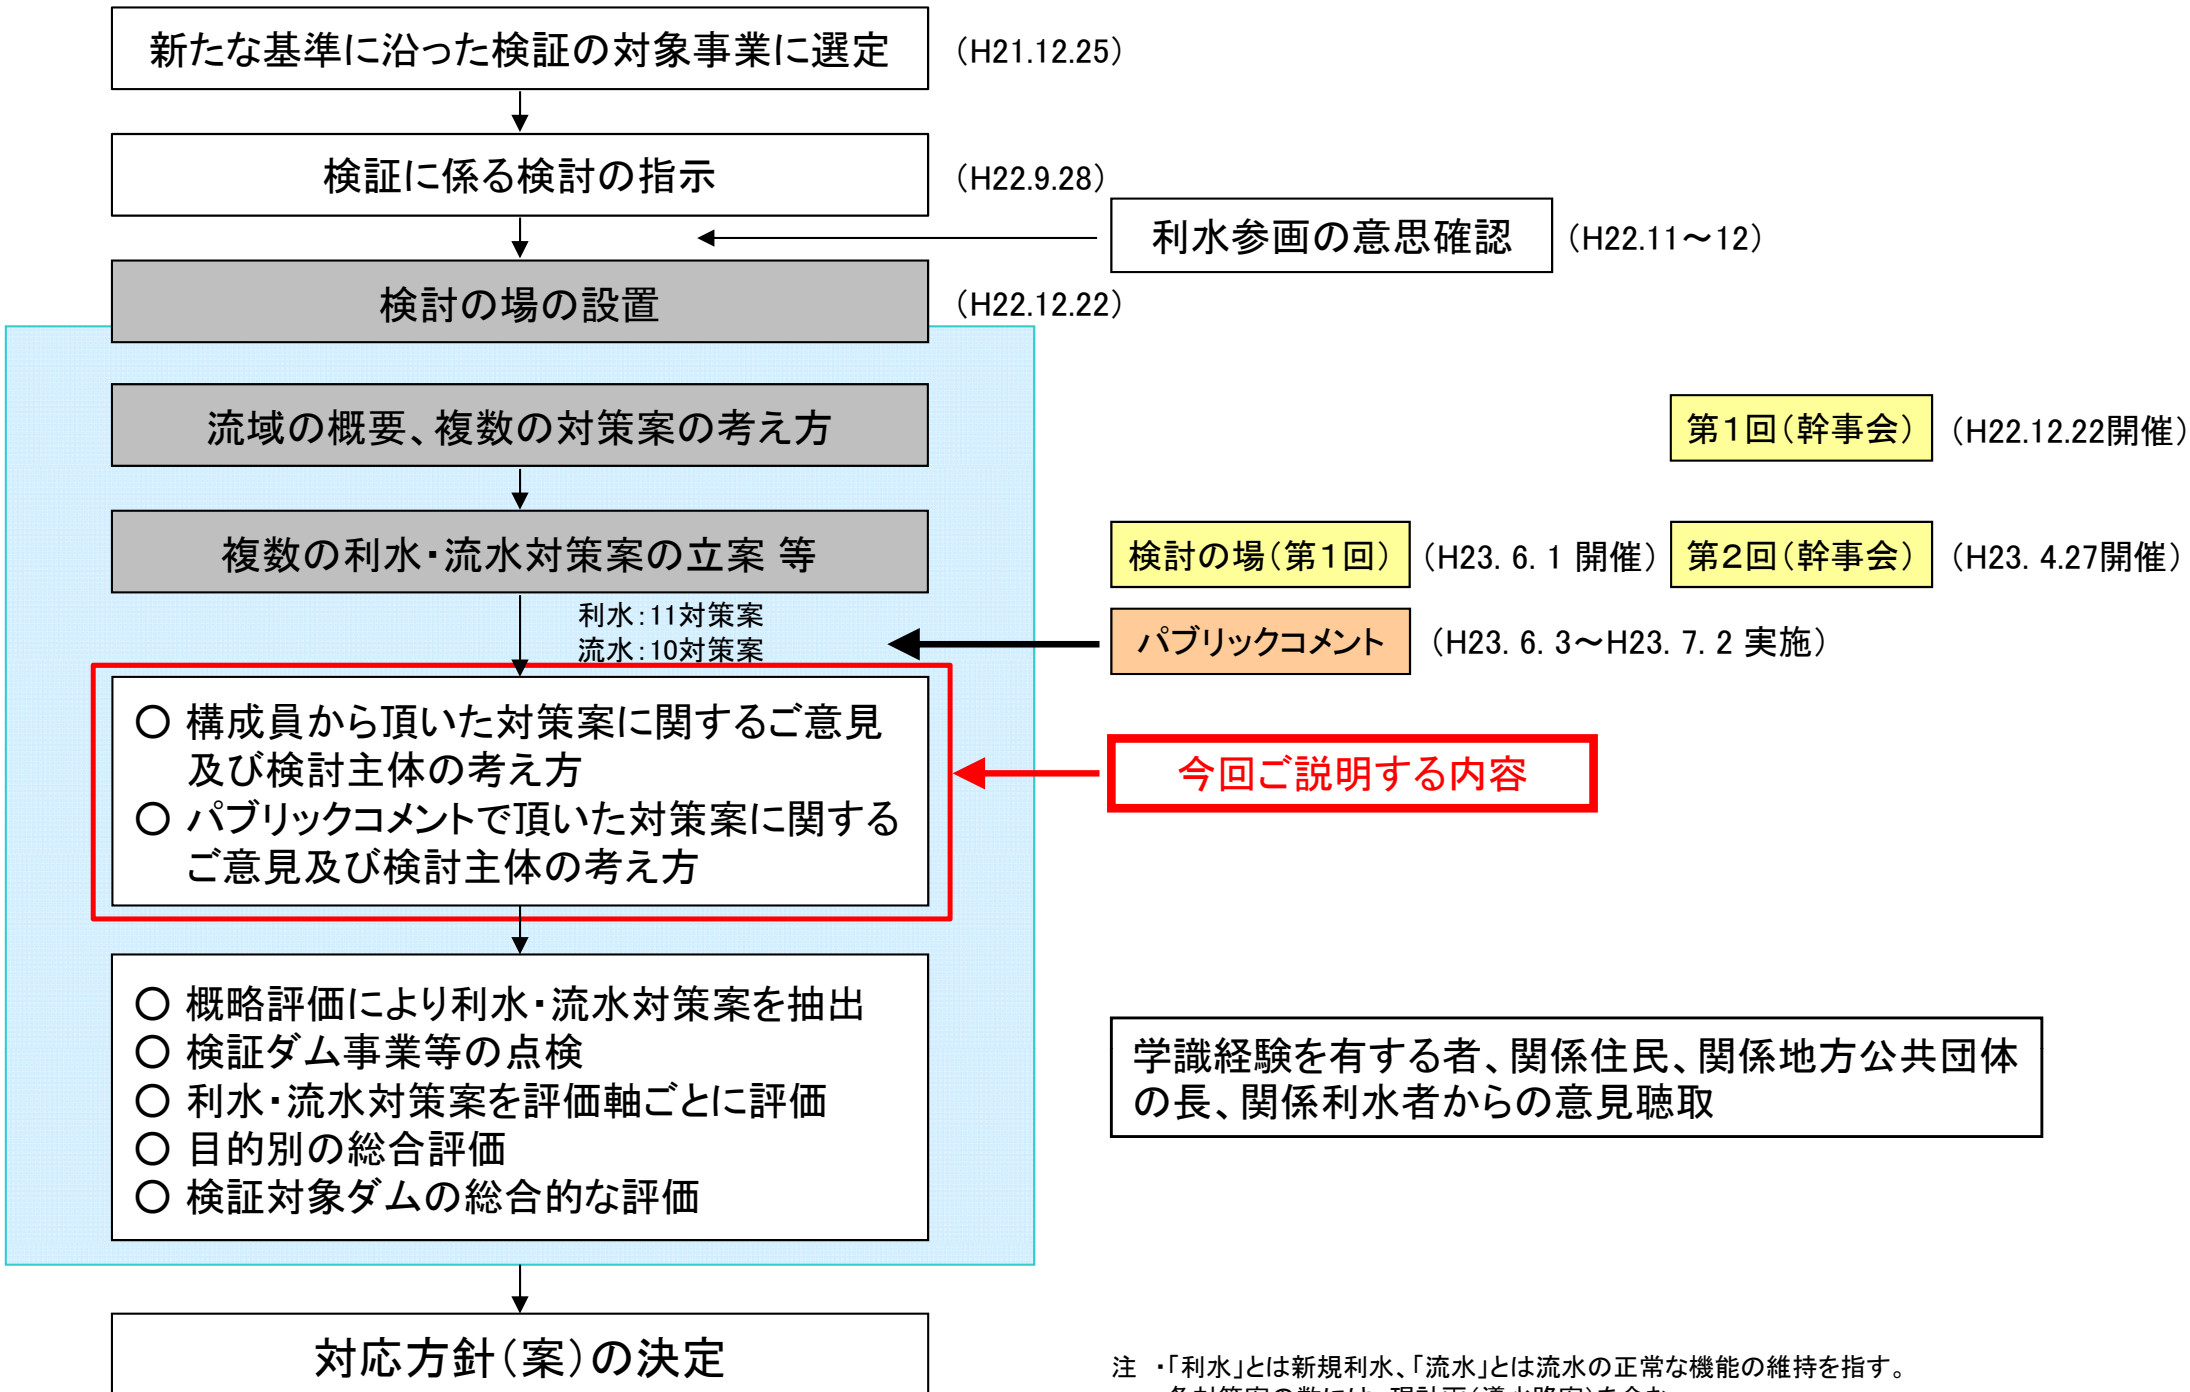 新たな基準に沿った検証の対象事業に選定
（H21.12.25）
検証に係る検討の指示
（H22.9.28）
利水参画の意思確認
（H22.11～12）
検討の場の設置
（H22.12.22）
流域の概要、複数の対策案の考え方
第１回（幹事会）
（H22.12.22開催）
複数の利水・流水対策案の立案 等
検討の場（第１回）
（H23. 6. 1 開催）
第２回（幹事会）
（H23. 4.27開催）
利水：11対策案
流水：10対策案
パブリックコメント
（H23. 6. 3～H23. 7. 2 実施）
○ 構成員から頂いた対策案に関するご意見
及び検討主体の考え方
○ パブリックコメントで頂いた対策案に関する
ご意見及び検討主体の考え方
今回ご説明する内容
○ 概略評価により利水・流水対策案を抽出
○ 検証ダム事業等の点検
○ 利水・流水対策案を評価軸ごとに評価
○ 目的別の総合評価
○ 検証対象ダムの総合的な評価
学識経験を有する者、関係住民、関係地方公共団体
の長、関係利水者からの意見聴取
対応方針（案）の決定
注 ・「利水」とは新規利水、「流水」とは流水の正常な機能の維持を指す。